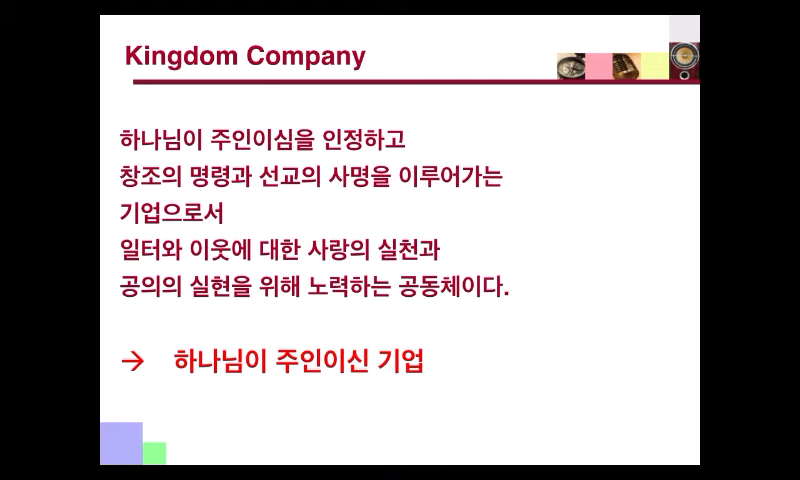 Kingdom Company
하나님이 주인이심을 인정하고
창조의 명령과 선교의 사명을 이루어가는
기업으로서
일터와 이웃에 대한 사랑의 실천과
공의의 실현을 위해 노력하는 공동체이다.
→ 하나님이 주인이신 기업